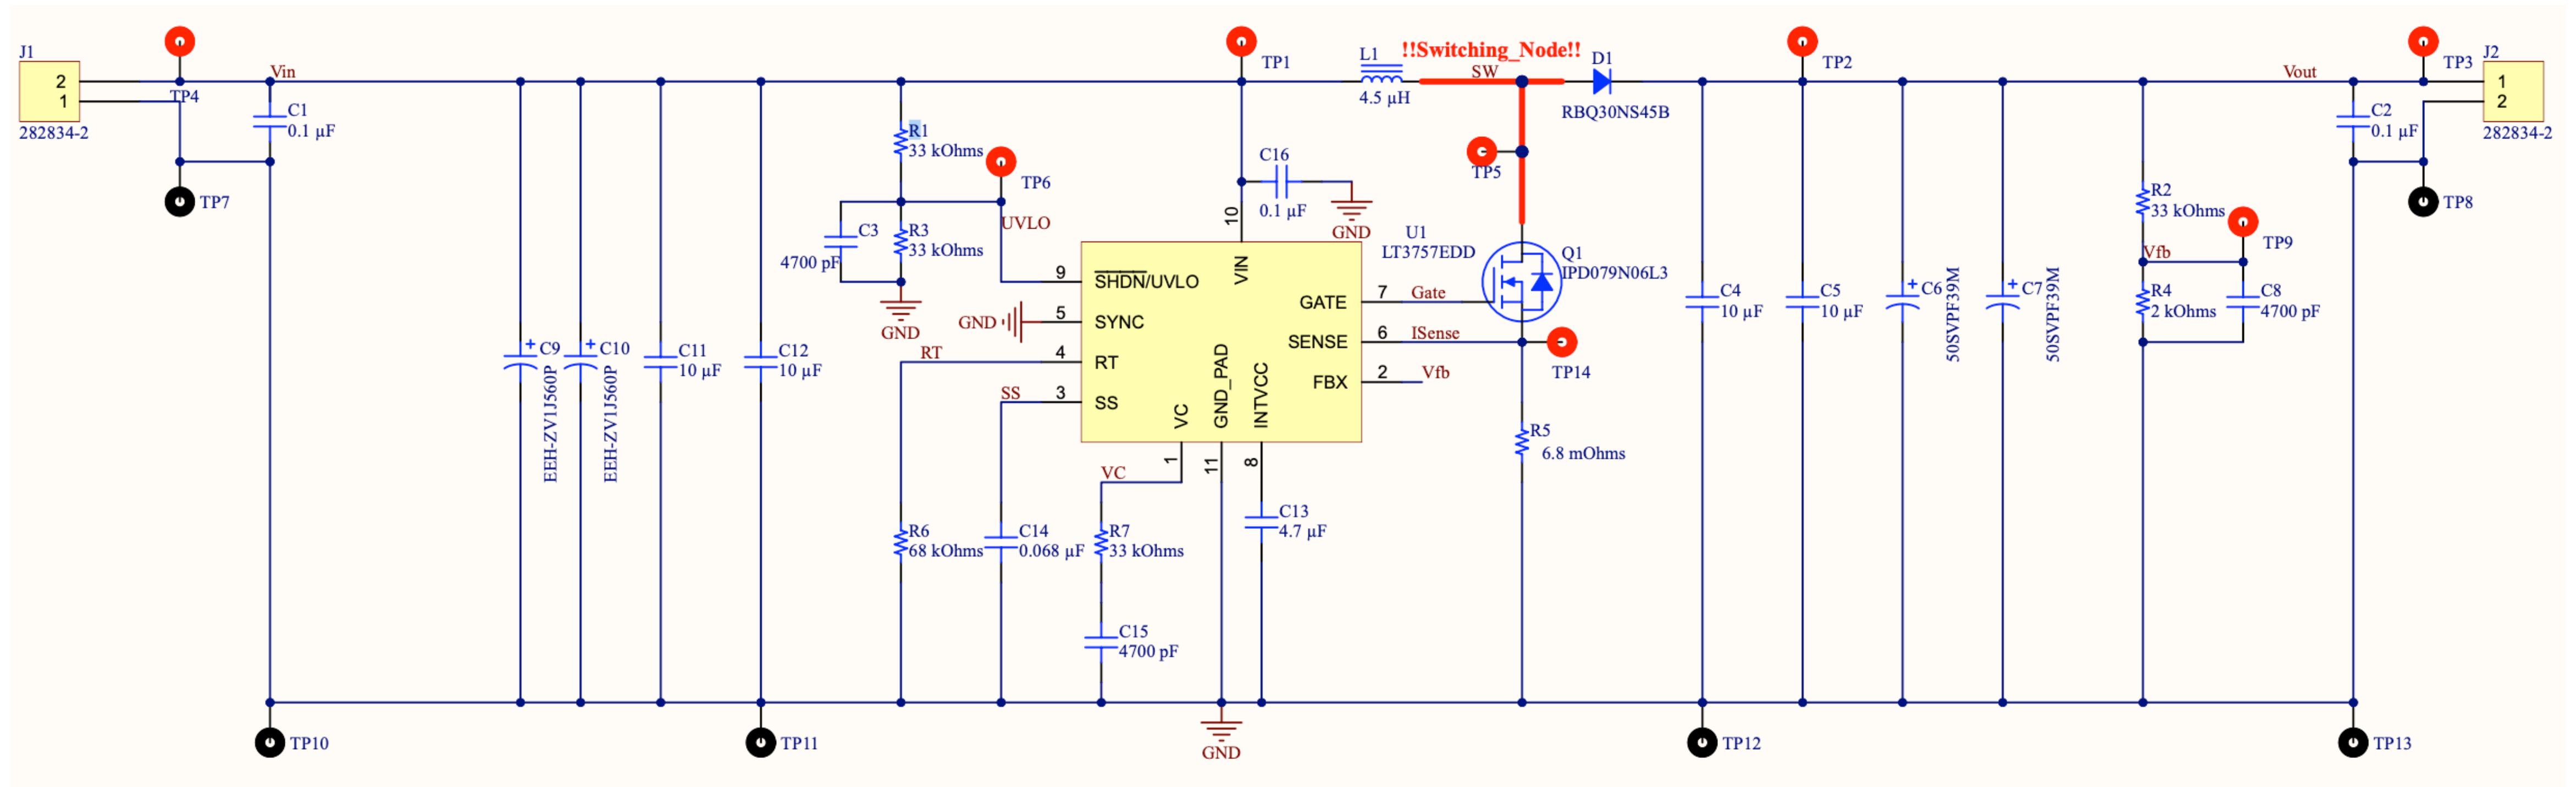 J1
2
1
282834-2
TP4
Vin
C1
0.1 µF
TP7
TP10
C9
EEH-ZV1J560P
C10
EEH-ZV1J560P
C11
10 µF
C12
10 µF
TP11
R1
33 kOhms
TP6
UVLO
C3
4700 pF
R3
33 kOhms
GND
GND
RT
SS
R6
68 kOhms
C14
0.068 µF
VC
R7
33 kOhms
C15
4700 pF
C13
4.7 µF
GND
TP1
C16
0.1 µF
GND
10
VIN
U1
LT3757EDD
9
SHDN/UVLO
5
SYNC
4
RT
3
SS
VC
1
GND_PAD
11
INTVCC
8
GATE
7
Gate
SENSE
6
ISense
FBX
2
Vfb
L1
4.5 µH
!!Switching_Node!!
SW
D1
RBQ30NS45B
TP5
Q1
IPD079N06L3
TP14
R5
6.8 mOhms
TP2
C4
10 µF
C5
10 µF
C6
50SVPF39M
C7
50SVPF39M
TP12
R2
33 kOhms
Vfb
TP9
R4
2 kOhms
C8
4700 pF
Vout
C2
0.1 µF
TP3
J2
1
2
282834-2
TP8
TP13